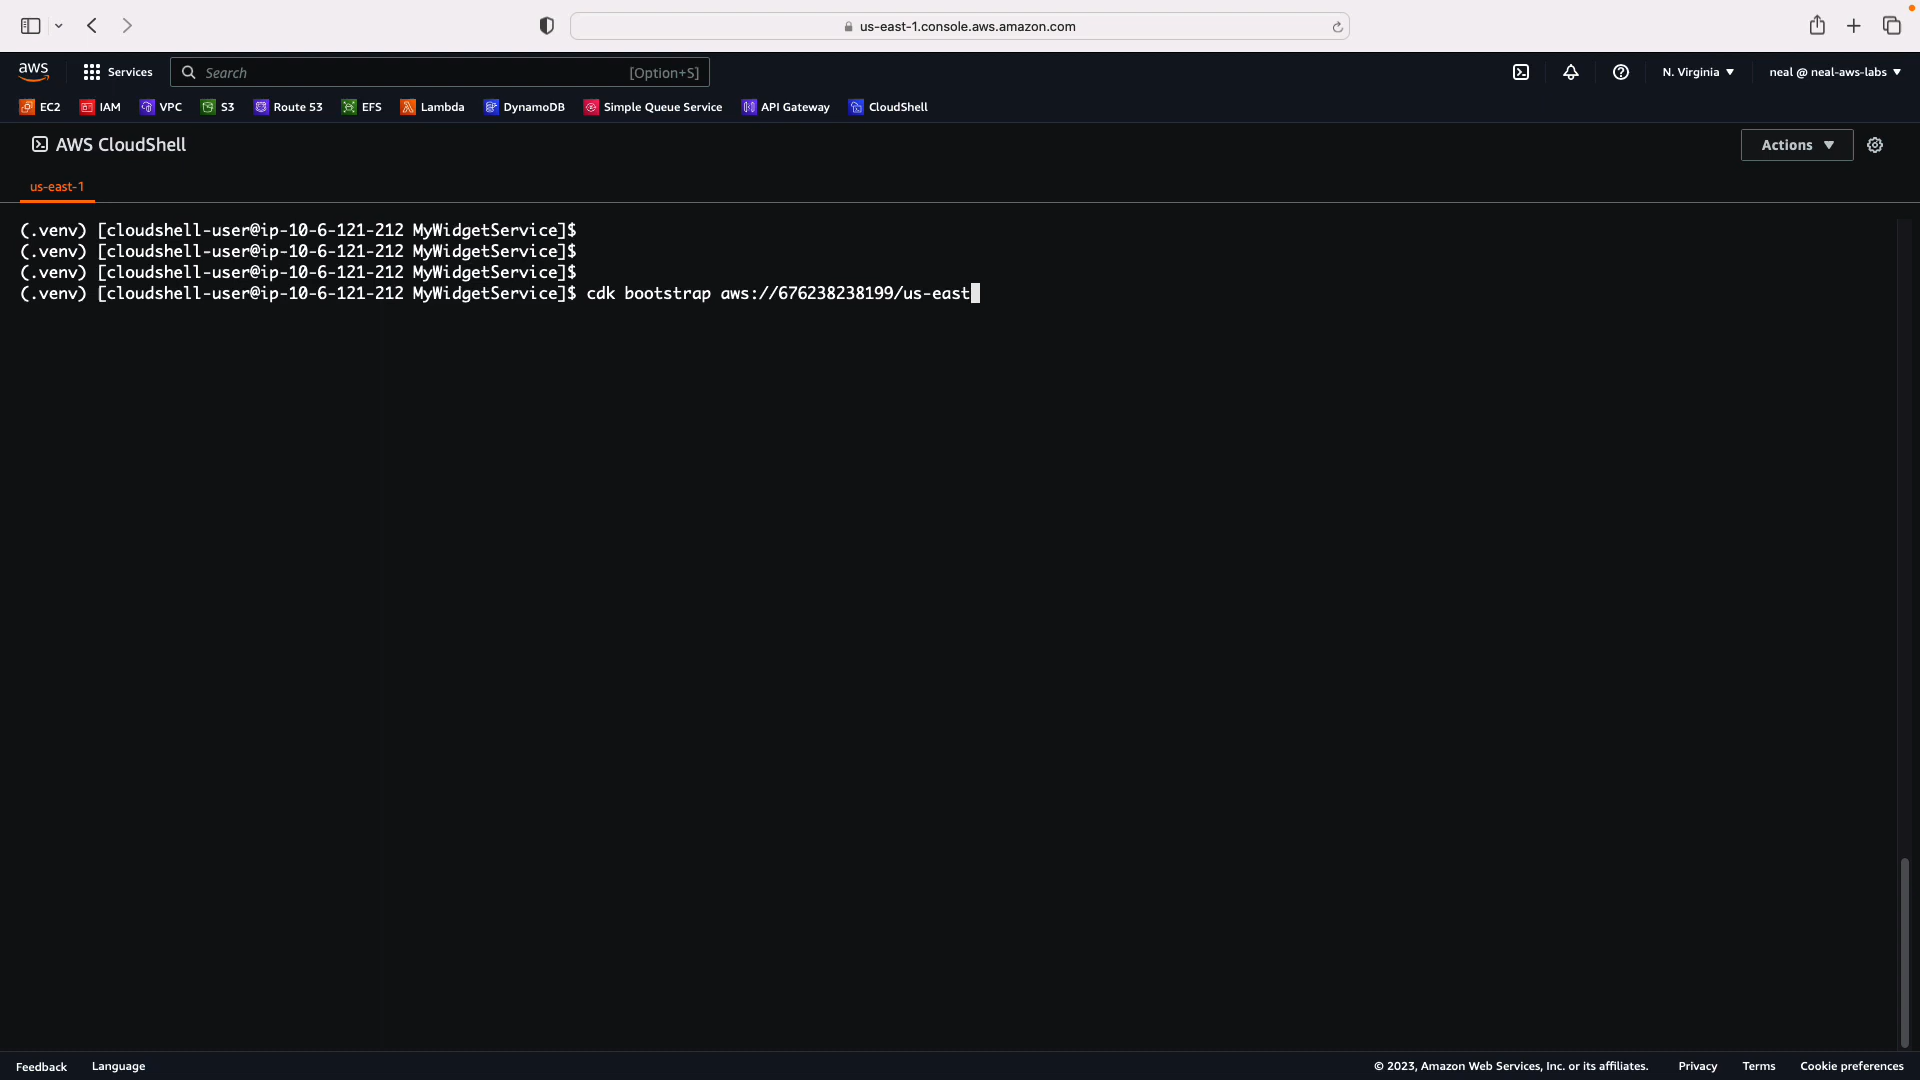 us-east-1.console.aws.amazon.com
aws Services Search [Option+S] N. Virginia ▼ neal @ neal-aws-labs ▼
EC2 IAM VPC S3 Route 53 EFS Lambda DynamoDB Simple Queue Service API Gateway CloudShell
AWS CloudShell Actions ▼
us-east-1
(.venv) [cloudshell-user@ip-10-6-121-212 MyWidgetService]$
(.venv) [cloudshell-user@ip-10-6-121-212 MyWidgetService]$
(.venv) [cloudshell-user@ip-10-6-121-212 MyWidgetService]$
(.venv) [cloudshell-user@ip-10-6-121-212 MyWidgetService]$ cdk bootstrap aws://676238238199/us-east
Feedback Language © 2023, Amazon Web Services, Inc. or its affiliates. Privacy Terms Cookie preferences